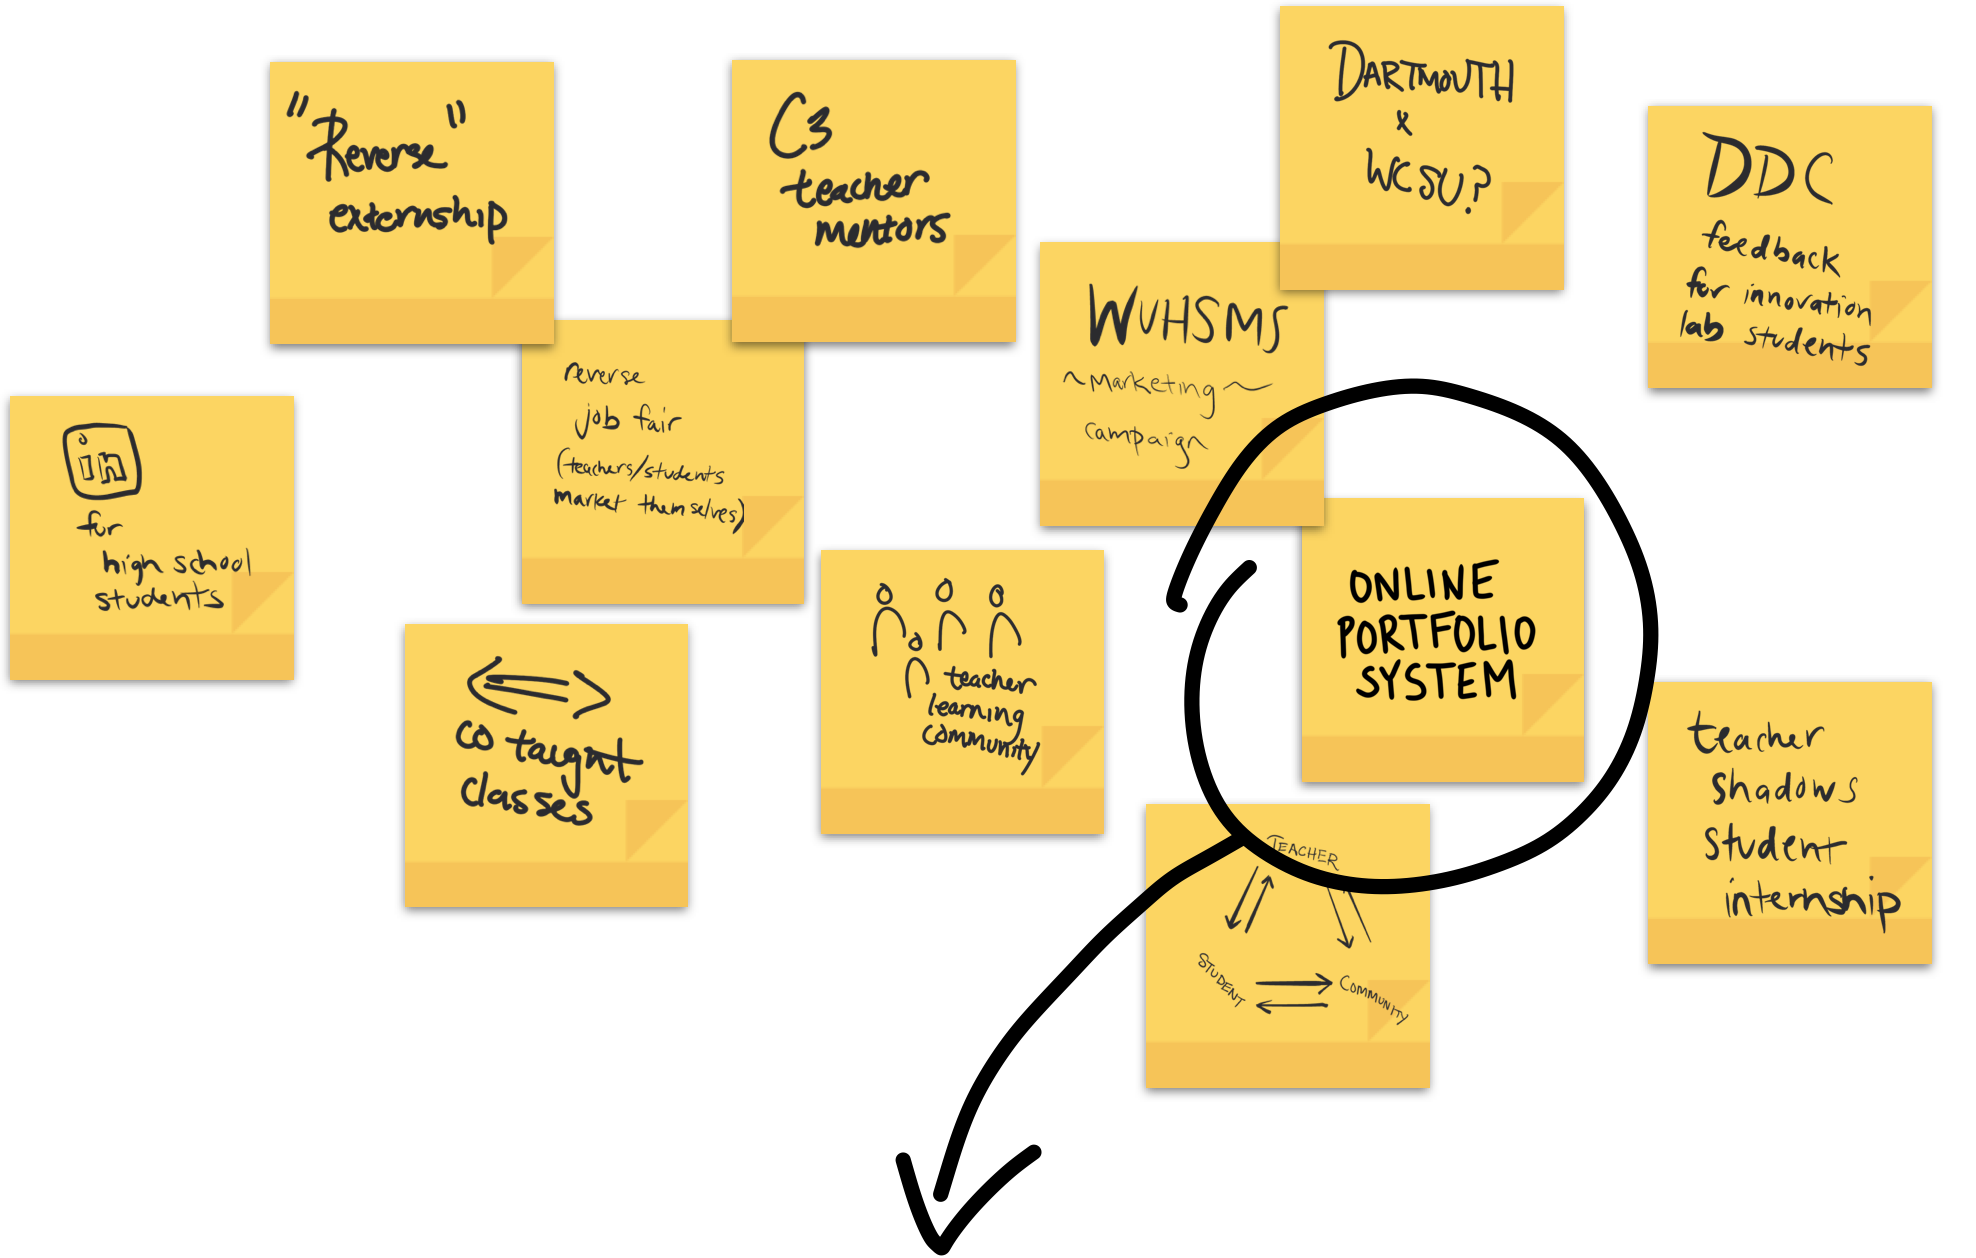 "Reverse"
externship
C3
teacher
mentors
DARTMOUTH
x
WCSU?
DDC
feedback
for innovation
lab students
WUHSMS
~Marketing~
campaign
reverse
job fair
(teachers/students
market themselves)
in
for
high school
students
ONLINE
PORTFOLIO
SYSTEM
co taught
classes
teacher
learning
community
teacher
shadows
student
internship
TEACHER
STUDENT
COMMUNITY